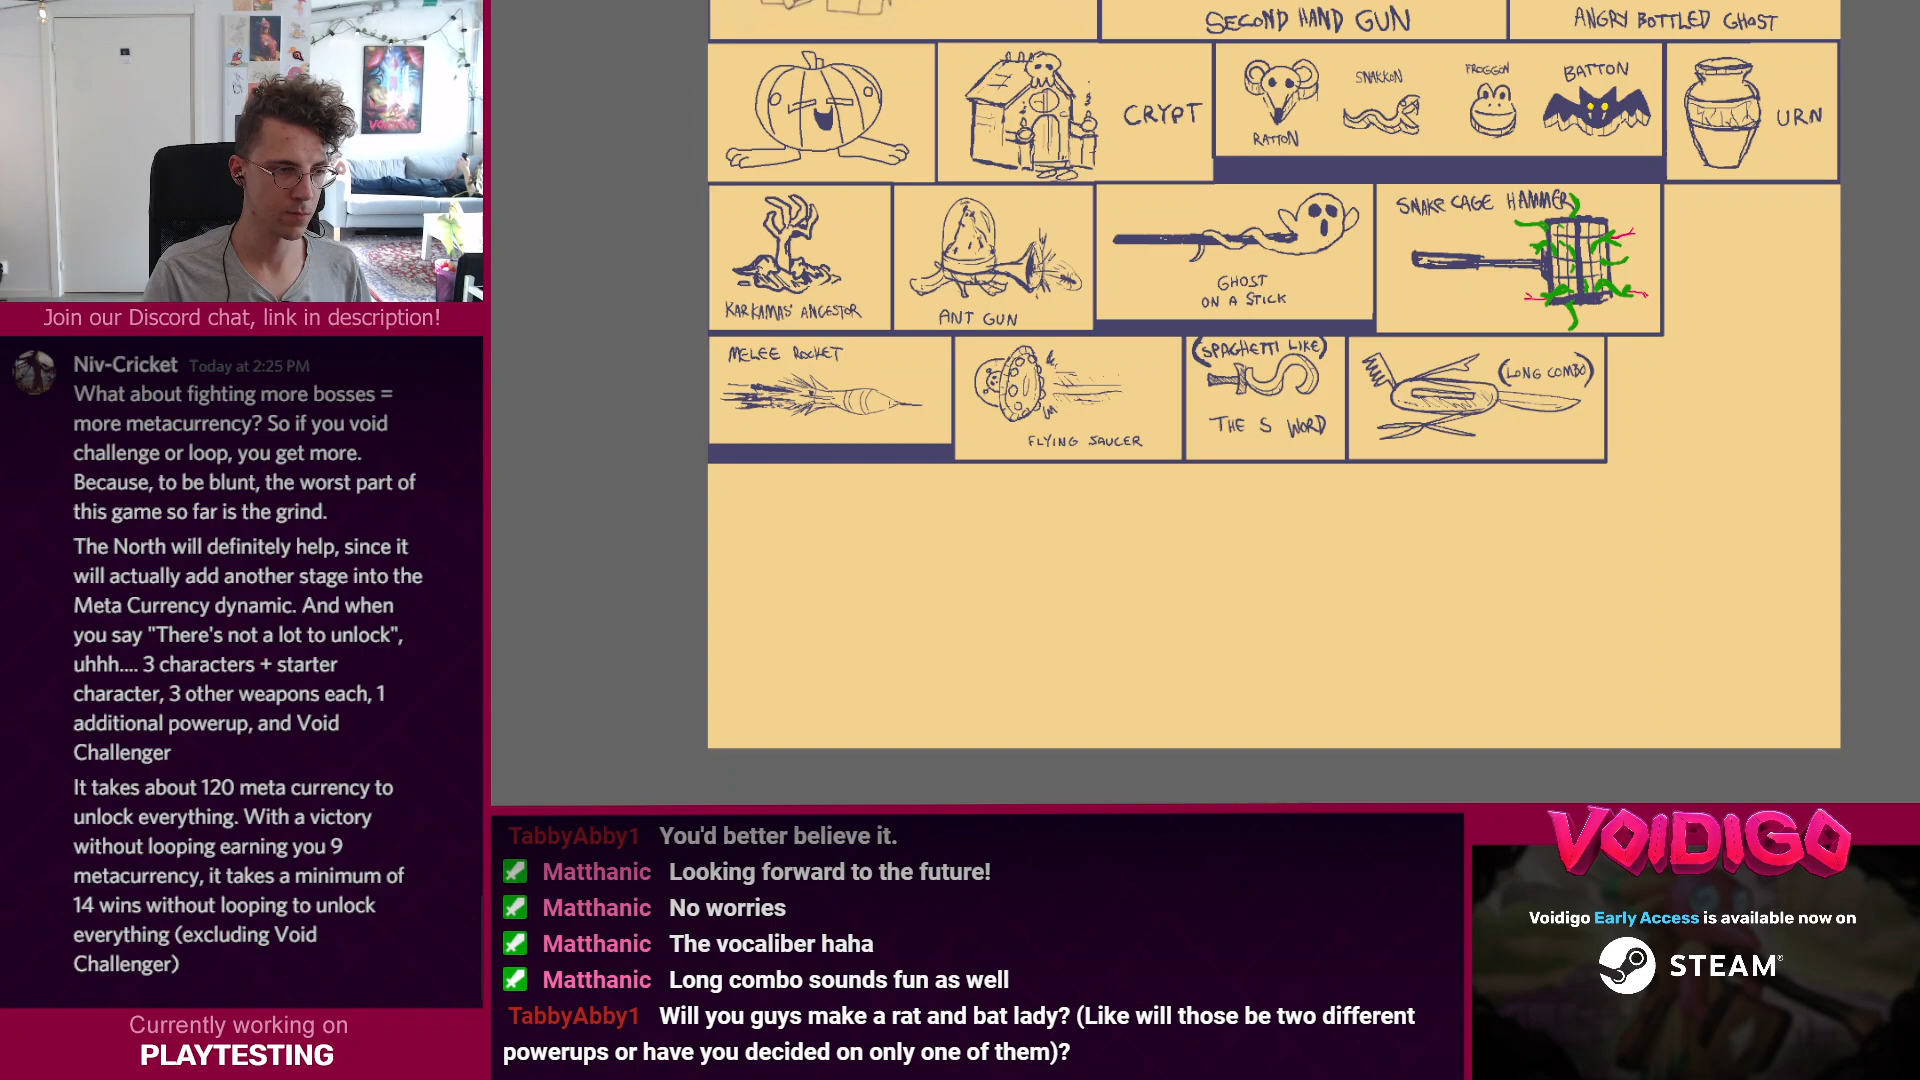 SECOND HAND GUN
ANGRY BOTTLED GHOST
CRYPT
RATTON
SNAKKON
FROGGON
BATTON
URN
KARKAMAS' ANCESTOR
ANT GUN
GHOST
ON A STICK
SNAKE CAGE HAMMER
MELEE ROCKET
FLYING SAUCER
(SPAGHETTI LIKE)
THE S WORD
(LONG COMBO)
VOIDIGO
Join our Discord chat, link in description!
Niv-Cricket Today at 2:25 PM
What about fighting more bosses =
more metacurrency? So if you void
challenge or loop, you get more.
Because, to be blunt, the worst part of
this game so far is the grind.
The North will definitely help, since it
will actually add another stage into the
Meta Currency dynamic. And when
you say "There's not a lot to unlock",
uhhh.... 3 characters + starter
character, 3 other weapons each, 1
additional powerup, and Void
Challenger
It takes about 120 meta currency to
unlock everything. With a victory
without looping earning you 9
metacurrency, it takes a minimum of
14 wins without looping to unlock
everything (excluding Void
Challenger)
Currently working on
PLAYTESTING
TabbyAbby1 You'd better believe it.
Matthanic Looking forward to the future!
Matthanic No worries
Matthanic The vocaliber haha
Matthanic Long combo sounds fun as well
TabbyAbby1 Will you guys make a rat and bat lady? (Like will those be two different
powerups or have you decided on only one of them)?
VOIDIGO
Voidigo Early Access is available now on
STEAM®